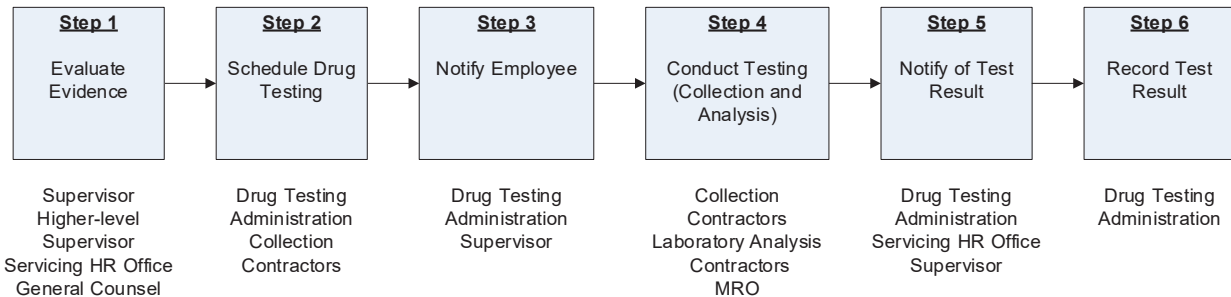 Step 1
Evaluate
Evidence
Step 2
Schedule Drug
Testing
Step 3
Notify Employee
Step 4
Conduct Testing
(Collection and
Analysis)
Step 5
Notify of Test
Result
Step 6
Record Test
Result
Supervisor
Higher-level
Supervisor
Servicing HR Office
General Counsel
Drug Testing
Administration
Collection
Contractors
Drug Testing
Administration
Supervisor
Collection
Contractors
Laboratory Analysis
Contractors
MRO
Drug Testing
Administration
Servicing HR Office
Supervisor
Drug Testing
Administration